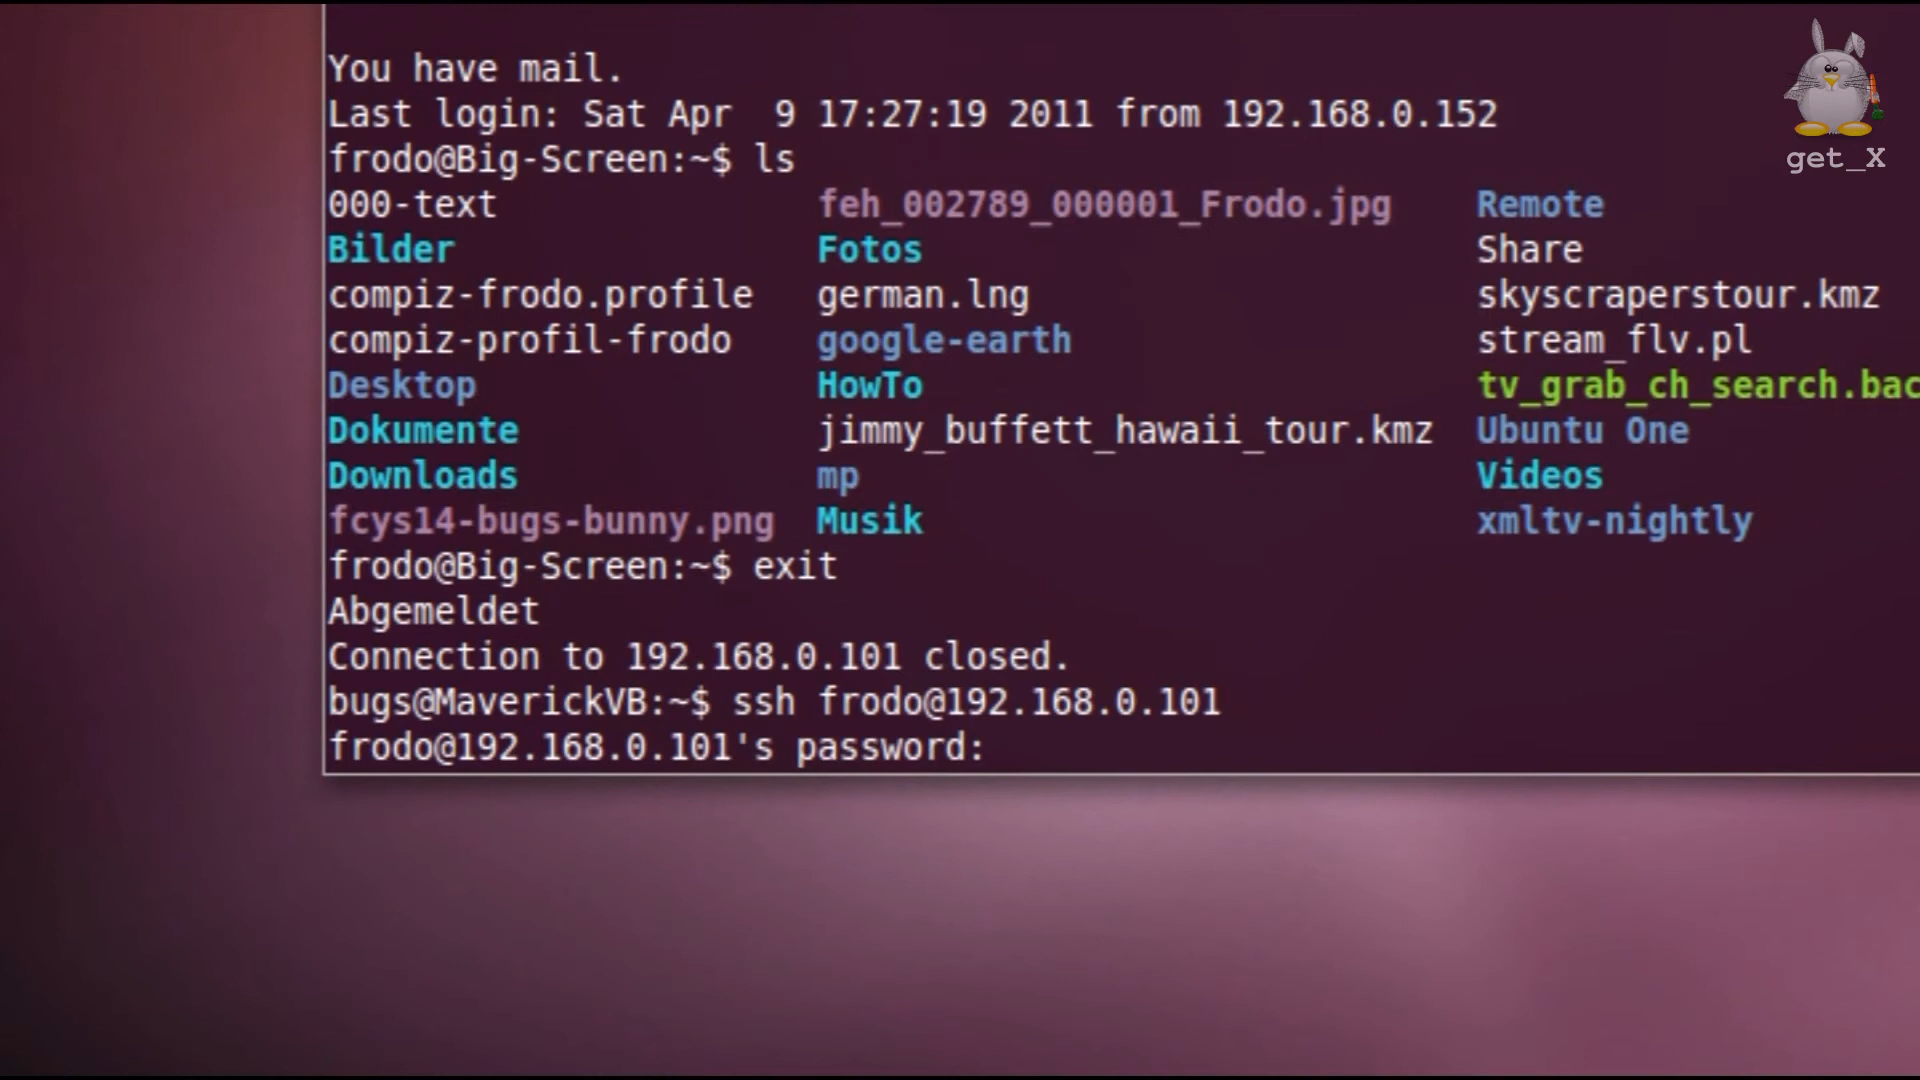 You have mail.
Last login: Sat Apr  9 17:27:19 2011 from 192.168.0.152
frodo@Big-Screen:~$ ls
000-text feh_002789_000001_Frodo.jpg Remote
Bilder Fotos Share
compiz-frodo.profile german.lng skyscraperstour.kmz
compiz-profil-frodo google-earth stream_flv.pl
Desktop HowTo tv_grab_ch_search.bac
Dokumente jimmy_buffett_hawaii_tour.kmz Ubuntu One
Downloads mp Videos
fcys14-bugs-bunny.png Musik xmltv-nightly
frodo@Big-Screen:~$ exit
Abgemeldet
Connection to 192.168.0.101 closed.
bugs@MaverickVB:~$ ssh frodo@192.168.0.101
frodo@192.168.0.101's password:
get_X